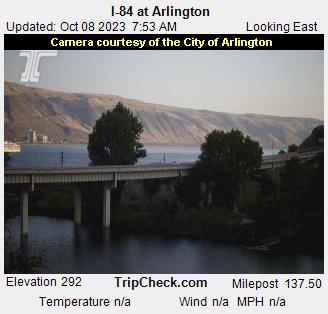 I-84 at Arlington
Updated: Oct 08 2023 7:53 AM Looking East
Camera courtesy of the City of Arlington
Elevation 292 TripCheck.com Milepost 137.50
Temperature n/a Wind n/a MPH n/a